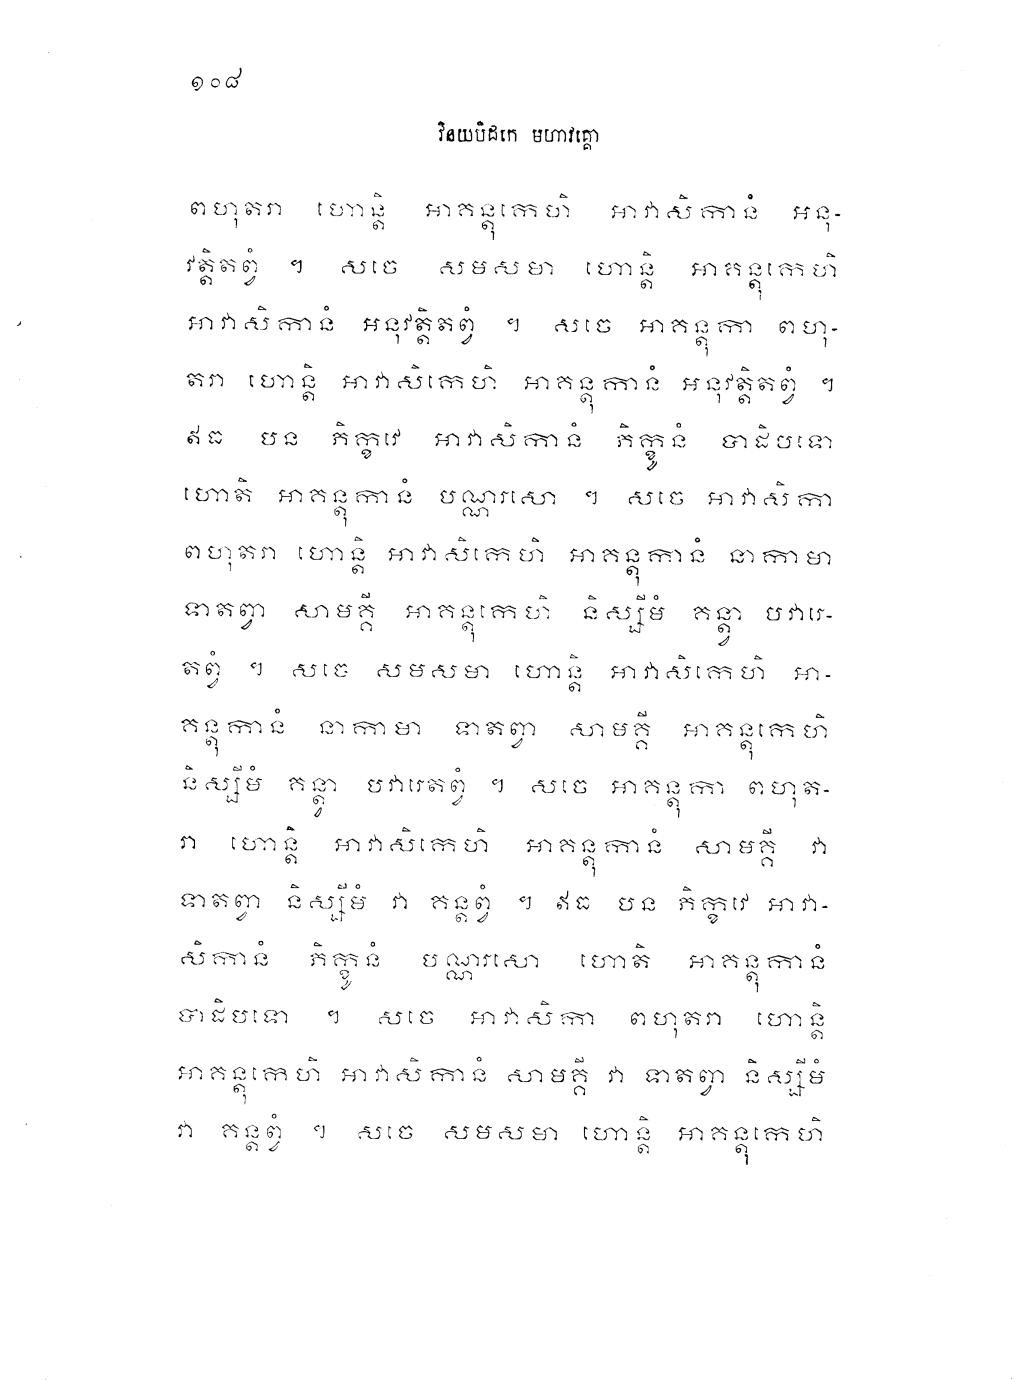 ១០៨
វិនយបិដកេ មហាវគ្គោ
ពហុតរា ហោន្តិ អាគន្តុកេហិ អាវាសិកានំ អនុ-
វត្តិតព្វំ ។ សចេ សមសមា ហោន្តិ អាគន្តុកេហិ
អាវាសិកានំ អនុវត្តិតព្វំ ។ សចេ អាគន្តុកា ពហុ-
តរា ហោន្តិ អាវាសិកេហិ អាគន្តុកានំ អនុវត្តិតព្វំ ។
ឥធ បន ភិក្ខវេ អាវាសិកានំ ភិក្ខូនំ បាដិបទោ
ហោតិ អាគន្តុកានំ បណ្ណរសោ ។ សចេ អាវាសិកា
ពហុតរា ហោន្តិ អាវាសិកេហិ អាគន្តុកានំ នាកាមា
ទាតព្វា សាមគ្គី អាគន្តុកេហិ និស្សីមំ គន្ត្វា បវារេ-
តព្វំ ។ សចេ សមសមា ហោន្តិ អាវាសិកេហិ អា-
គន្តុកានំ នាកាមា ទាតព្វា សាមគ្គី អាគន្តុកេហិ
និស្សីមំ គន្ត្វា បវារេតព្វំ ។ សចេ អាគន្តុកា ពហុត-
រា ហោន្តិ អាវាសិកេហិ អាគន្តុកានំ សាមគ្គី វា
ទាតព្វា និស្សីមំ វា គន្តព្វំ ។ ឥធ បន ភិក្ខវេ អាវា-
សិកានំ ភិក្ខូនំ បណ្ណរសោ ហោតិ អាគន្តុកានំ
បាដិបទោ ។ សចេ អាវាសិកា ពហុតរា ហោន្តិ
អាគន្តុកេហិ អាវាសិកានំ សាមគ្គី វា ទាតព្វា និស្សីមំ
វា គន្តព្វំ ។ សចេ សមសមា ហោន្តិ អាគន្តុកេហិ